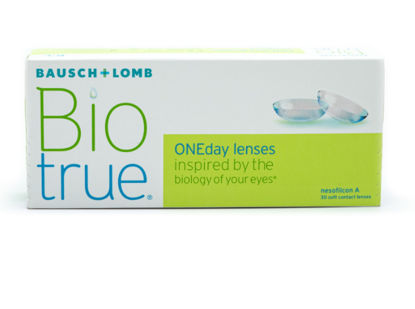 BAUSCH+LOMB
Bio
true®
ONEday lenses
inspired by the
biology of your eyes*
nesofilcon A
30 soft contact lenses